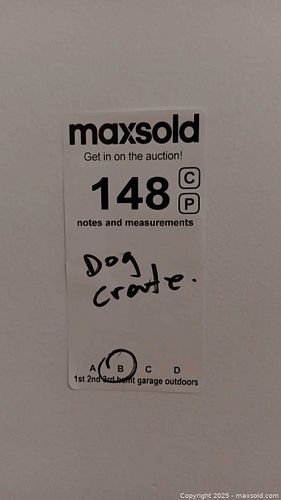 maxsold
Get in on the auction!
148 C
P
notes and measurements
Dog
crate.
A B C D
1st 2nd 3rd bsmt garage outdoors
Copyright 2025 - maxsold.com